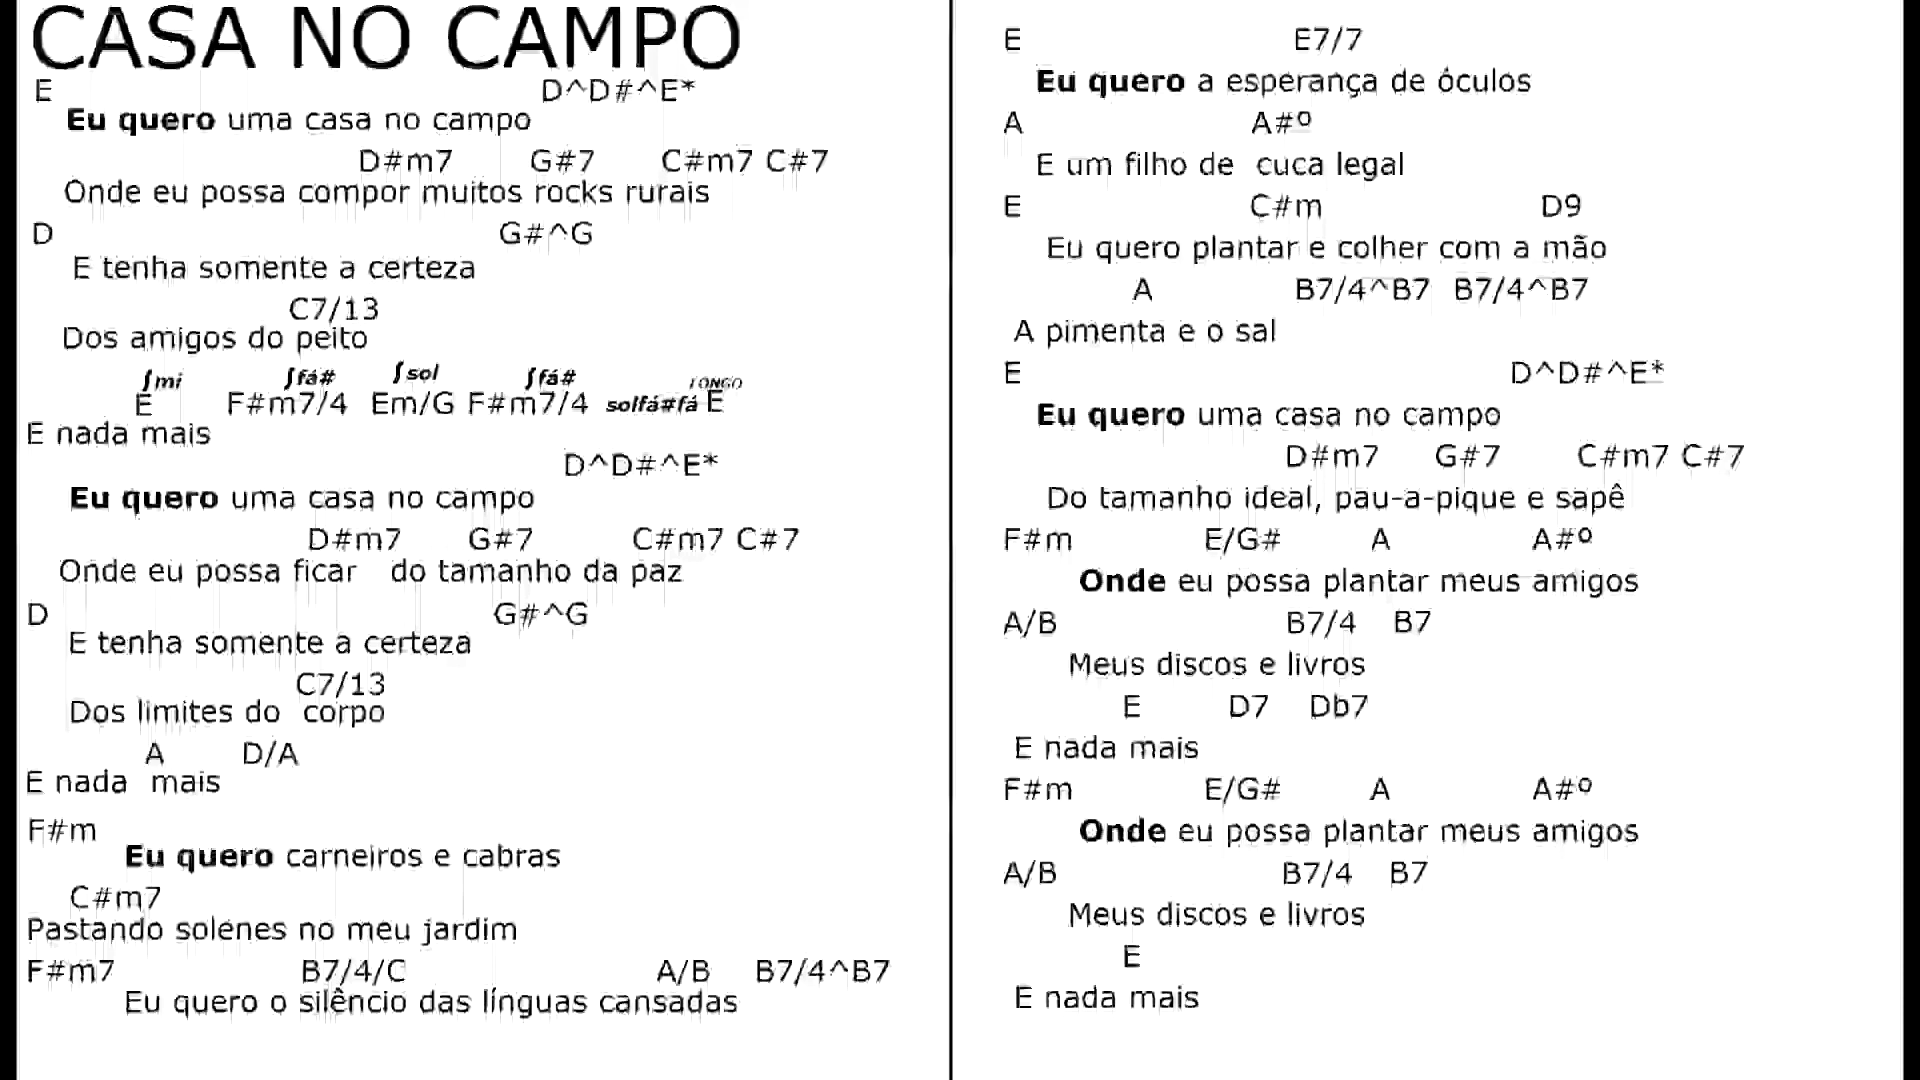 CASA NO CAMPO
E D^D#^E*
Eu quero uma casa no campo
D#m7 G#7 C#m7 C#7
Onde eu possa compor muitos rocks rurais
D G#^G
E tenha somente a certeza
C7/13
Dos amigos do peito
∫mi ∫fá# ∫sol ∫fá# LONGO
E F#m7/4 Em/G F#m7/4 solfá#fá E
E nada mais
D^D#^E*
Eu quero uma casa no campo
D#m7 G#7 C#m7 C#7
Onde eu possa ficar do tamanho da paz
D G#^G
E tenha somente a certeza
C7/13
Dos limites do corpo
A D/A
E nada mais
F#m
Eu quero carneiros e cabras
C#m7
Pastando solenes no meu jardim
F#m7 B7/4/C A/B B7/4^B7
Eu quero o silêncio das línguas cansadas
E E7/7
Eu quero a esperança de óculos
A A#º
E um filho de cuca legal
E C#m D9
Eu quero plantar e colher com a mão
A B7/4^B7 B7/4^B7
A pimenta e o sal
E D^D#^E*
Eu quero uma casa no campo
D#m7 G#7 C#m7 C#7
Do tamanho ideal, pau-a-pique e sapê
F#m E/G# A A#º
Onde eu possa plantar meus amigos
A/B B7/4 B7
Meus discos e livros
E D7 Db7
E nada mais
F#m E/G# A A#º
Onde eu possa plantar meus amigos
A/B B7/4 B7
Meus discos e livros
E
E nada mais